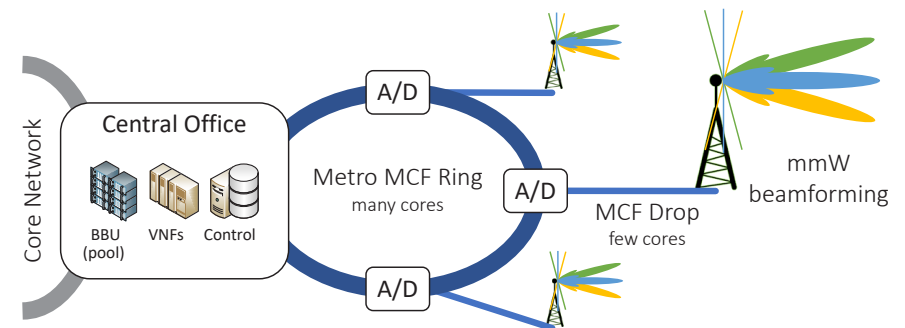 Core Network
Central Office
BBU
(pool)
VNFs
Control
A/D
Metro MCF Ring
many cores
A/D
A/D
MCF Drop
few cores
mmW
beamforming